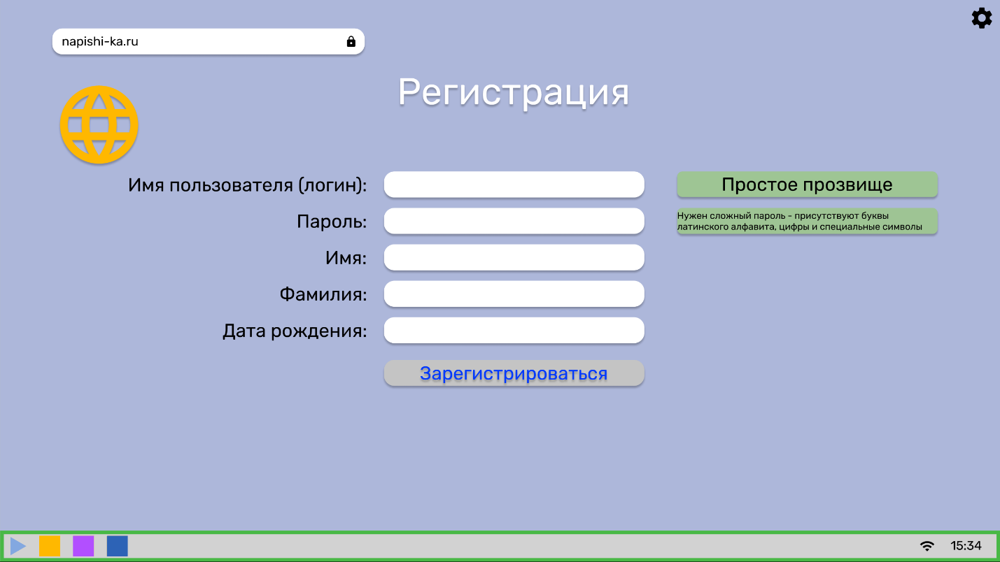 napishi-ka.ru
Регистрация
Имя пользователя (логин):
Простое прозвище
Пароль:
Нужен сложный пароль - присутствуют буквы
латинского алфавита, цифры и специальные символы
Имя:
Фамилия:
Дата рождения:
Зарегистрироваться
15:34